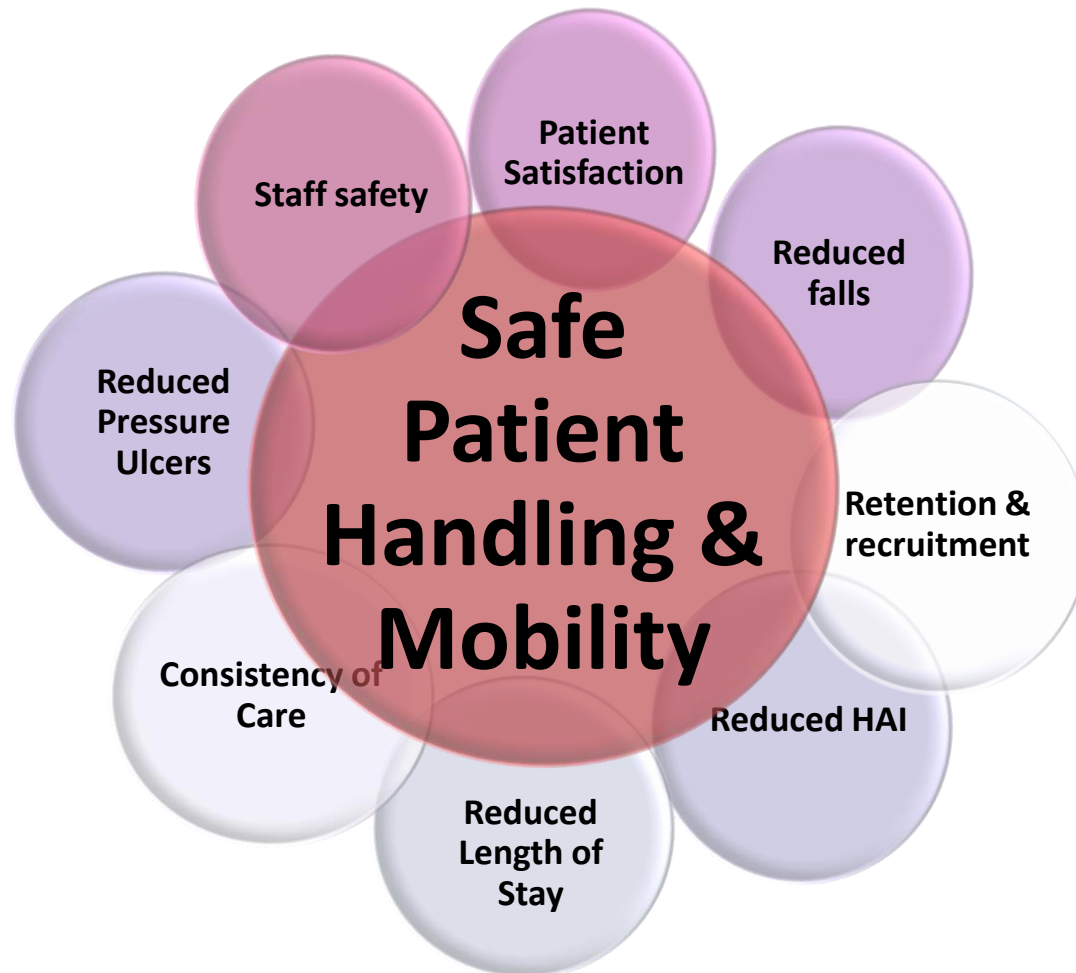 Patient
Satisfaction
Staff safety
Reduced
falls
Safe
Patient
Handling &
Mobility
Reduced
Pressure
Ulcers
Retention &
recruitment
Consistency of
Care
Reduced HAI
Reduced
Length of
Stay